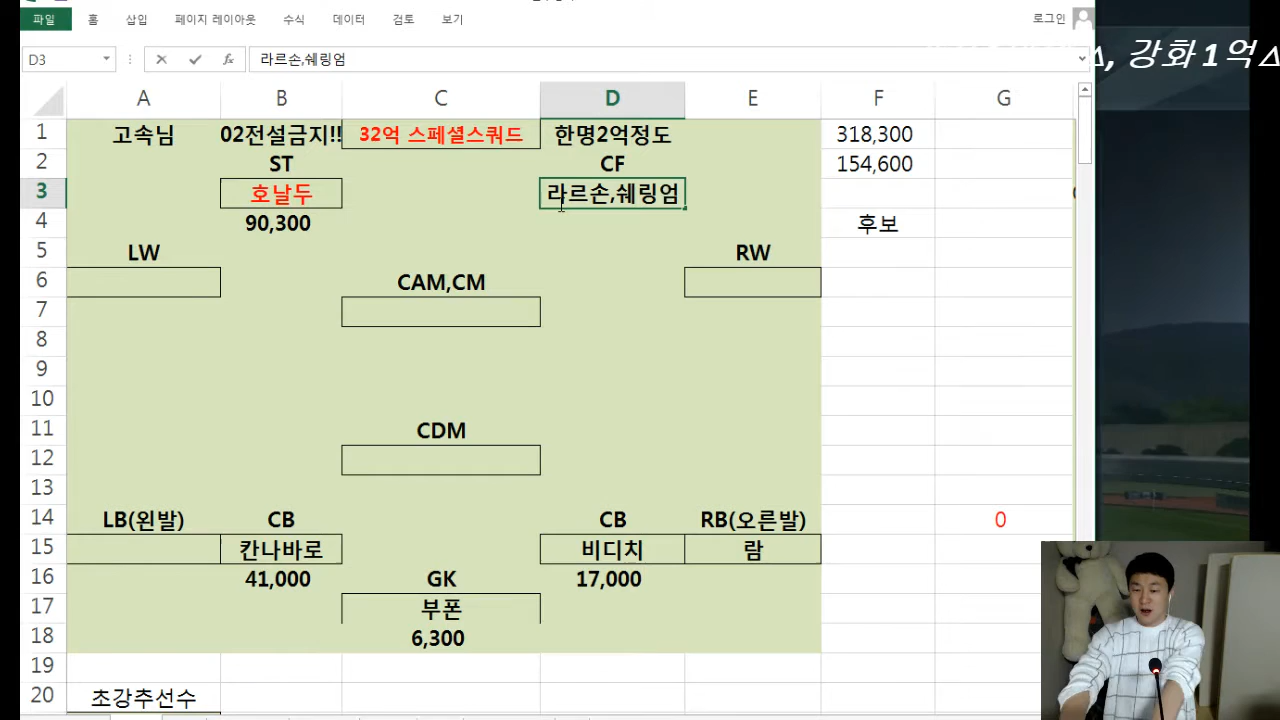 파일 홈 삽입 페이지 레이아웃 수식 데이터 검토 보기 로그인
D3 fx 라르손,쉐링엄
, 강화 1억
A B C D E F G
1 고속님 02전설금지!! 32억 스페셜스쿼드 한명2억정도 318,300
2 ST CF 154,600
3 호날두 라르손,쉐링엄
4 90,300 후보
5 LW RW
6 CAM,CM
7
8
9
10
11 CDM
12
13
14 LB(왼발) CB CB RB(오른발) 0
15 칸나바로 비디치 람
16 41,000 GK 17,000
17 부폰
18 6,300
19
20 초강추선수